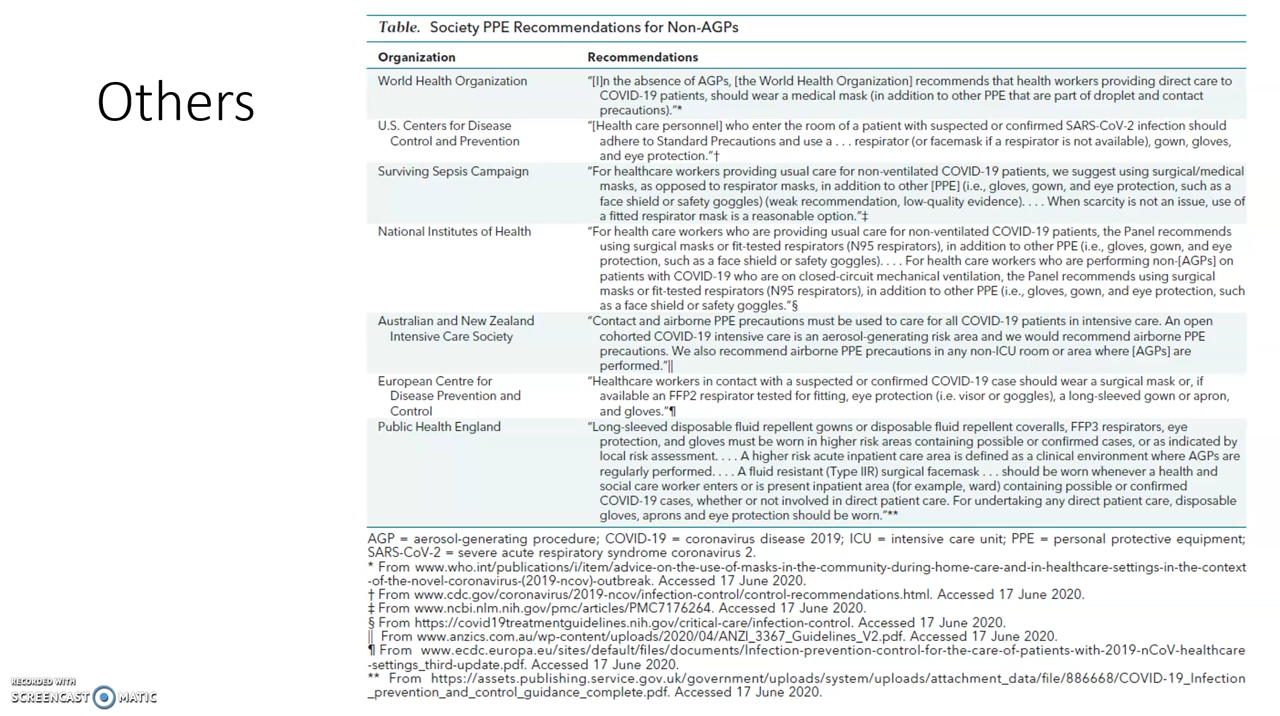 Others
Table. Society PPE Recommendations for Non-AGPs
Organization Recommendations
World Health Organization "[I]n the absence of AGPs, [the World Health Organization] recommends that health workers providing direct care to
COVID-19 patients, should wear a medical mask (in addition to other PPE that are part of droplet and contact
precautions)."*
U.S. Centers for Disease "[Health care personnel] who enter the room of a patient with suspected or confirmed SARS-CoV-2 infection should
Control and Prevention adhere to Standard Precautions and use a . . . respirator (or facemask if a respirator is not available), gown, gloves,
and eye protection."†
Surviving Sepsis Campaign "For healthcare workers providing usual care for non-ventilated COVID-19 patients, we suggest using surgical/medical
masks, as opposed to respirator masks, in addition to other [PPE] (i.e., gloves, gown, and eye protection, such as a
face shield or safety goggles) (weak recommendation, low-quality evidence). . . . When scarcity is not an issue, use of
a fitted respirator mask is a reasonable option."‡
National Institutes of Health "For health care workers who are providing usual care for non-ventilated COVID-19 patients, the Panel recommends
using surgical masks or fit-tested respirators (N95 respirators), in addition to other PPE (i.e., gloves, gown, and eye
protection, such as a face shield or safety goggles). . . . For health care workers who are performing non-[AGPs] on
patients with COVID-19 who are on closed-circuit mechanical ventilation, the Panel recommends using surgical
masks or fit-tested respirators (N95 respirators), in addition to other PPE (i.e., gloves, gown, and eye protection, such
as a face shield or safety goggles."§
Australian and New Zealand "Contact and airborne PPE precautions must be used to care for all COVID-19 patients in intensive care. An open
Intensive Care Society cohorted COVID-19 intensive care is an aerosol-generating risk area and we would recommend airborne PPE
precautions. We also recommend airborne PPE precautions in any non-ICU room or area where [AGPs] are
performed."||
European Centre for "Healthcare workers in contact with a suspected or confirmed COVID-19 case should wear a surgical mask or, if
Disease Prevention and available an FFP2 respirator tested for fitting, eye protection (i.e. visor or goggles), a long-sleeved gown or apron,
Control and gloves."¶
Public Health England "Long-sleeved disposable fluid repellent gowns or disposable fluid repellent coveralls, FFP3 respirators, eye
protection, and gloves must be worn in higher risk areas containing possible or confirmed cases, or as indicated by
local risk assessment. . . . A higher risk acute inpatient care area is defined as a clinical environment where AGPs are
regularly performed. . . . A fluid resistant (Type IIR) surgical facemask . . . should be worn whenever a health and
social care worker enters or is present inpatient area (for example, ward) containing possible or confirmed
COVID-19 cases, whether or not involved in direct patient care. For undertaking any direct patient care, disposable
gloves, aprons and eye protection should be worn."**
AGP = aerosol-generating procedure; COVID-19 = coronavirus disease 2019; ICU = intensive care unit; PPE = personal protective equipment;
SARS-CoV-2 = severe acute respiratory syndrome coronavirus 2.
* From www.who.int/publications/i/item/advice-on-the-use-of-masks-in-the-community-during-home-care-and-in-healthcare-settings-in-the-context
-of-the-novel-coronavirus-(2019-ncov)-outbreak. Accessed 17 June 2020.
† From www.cdc.gov/coronavirus/2019-ncov/infection-control/control-recommendations.html. Accessed 17 June 2020.
‡ From www.ncbi.nlm.nih.gov/pmc/articles/PMC7176264. Accessed 17 June 2020.
§ From https://covid19treatmentguidelines.nih.gov/critical-care/infection-control. Accessed 17 June 2020.
|| From www.anzics.com.au/wp-content/uploads/2020/04/ANZI_3367_Guidelines_V2.pdf. Accessed 17 June 2020.
¶ From www.ecdc.europa.eu/sites/default/files/documents/Infection-prevention-control-for-the-care-of-patients-with-2019-nCoV-healthcare
-settings_third-update.pdf. Accessed 17 June 2020.
** From https://assets.publishing.service.gov.uk/government/uploads/system/uploads/attachment_data/file/886668/COVID-19_Infection
_prevention_and_control_guidance_complete.pdf. Accessed 17 June 2020.
RECORDED WITH
SCREENCAST MATIC